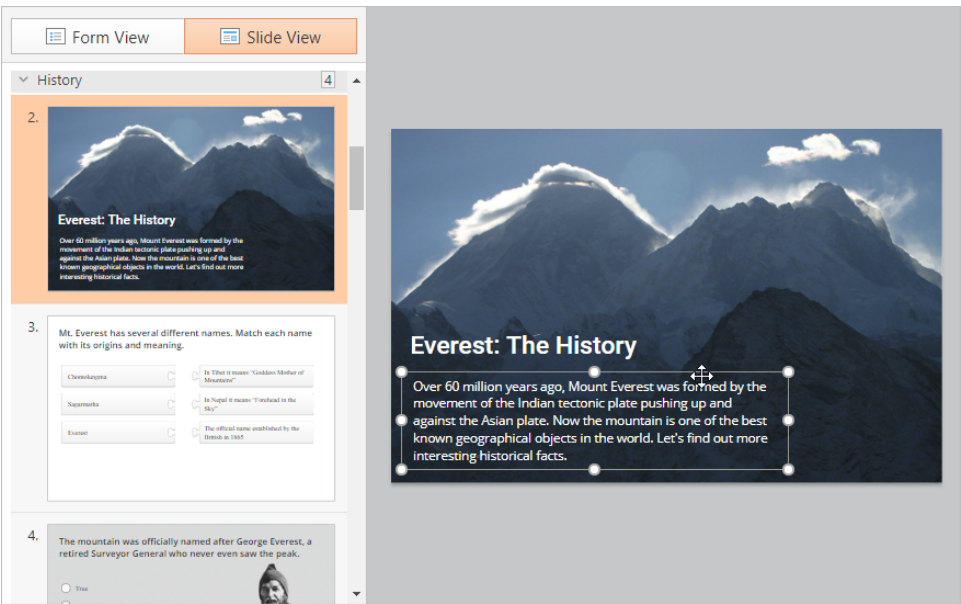 Form View
Slide View
History
4
2.
Everest: The History
Over 60 million years ago, Mount Everest was formed by the
movement of the Indian tectonic plate pushing up and
against the Asian plate. Now the mountain is one of the best
known geographical objects in the world. Let's find out more
interesting historical facts.
3.
Mt. Everest has several different names. Match each name
with its origins and meaning.
Chomolungma
In Tibet it means "Goddess Mother of
Mountains"
Sagarmatha
In Nepal it means "Forehead in the
Sky"
Everest
The official name established by the
British in 1865
4.
The mountain was officially named after George Everest, a
retired Surveyor General who never even saw the peak.
True
Everest: The History
Over 60 million years ago, Mount Everest was formed by the
movement of the Indian tectonic plate pushing up and
against the Asian plate. Now the mountain is one of the best
known geographical objects in the world. Let's find out more
interesting historical facts.